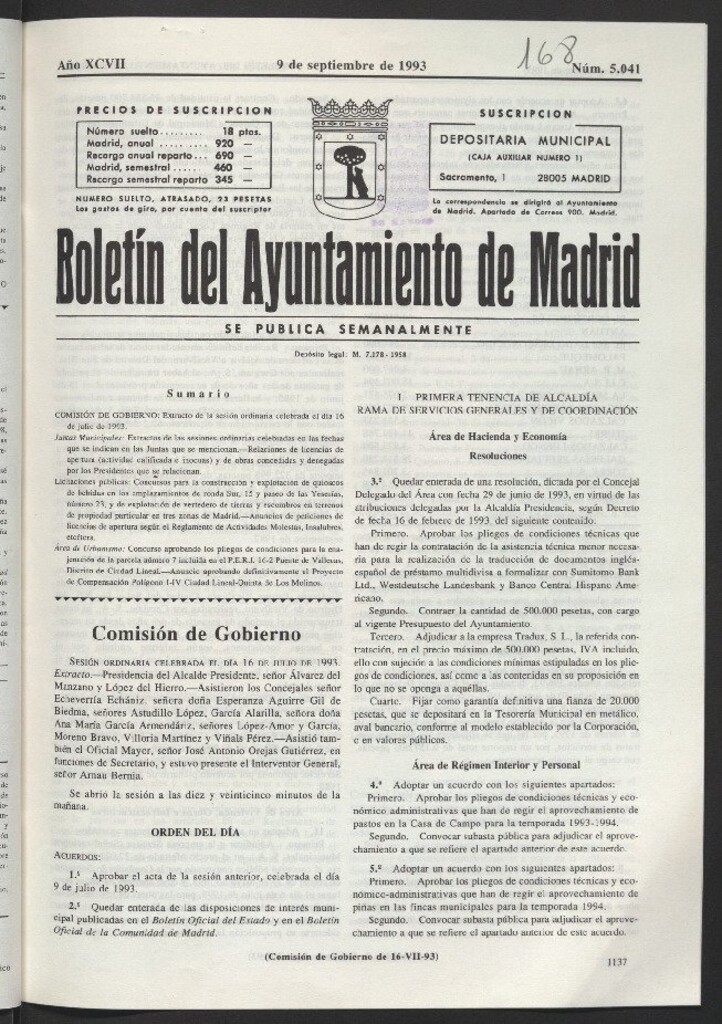 168
Año XCVII
9 de septiembre de 1993
Núm. 5.041
PRECIOS DE SUSCRIPCION
Número suelto......... 18 ptas.
Madrid, anual ........ 920 —
Recargo anual reparto... 690 —
Madrid, semestral...... 460 —
Recargo semestral reparto 345 —
NUMERO SUELTO, ATRASADO, 23 PESETAS
Los gastos de giro, por cuenta del suscriptor
SUSCRIPCION
DEPOSITARIA MUNICIPAL
(CAJA AUXILIAR NUMERO 1)
Sacramento, 1 28005 MADRID
La correspondencia se dirigirá al Ayuntamiento
de Madrid. Apartado de Correos 900. Madrid.
Boletín del Ayuntamiento de Madrid
SE PUBLICA SEMANALMENTE
Depósito legal: M. 7.178 - 1958
Sumario
COMISIÓN DE GOBIERNO: Extracto de la sesión ordinaria celebrada el día 16
de julio de 1993.
Juntas Municipales: Extractos de las sesiones ordinarias celebradas en las fechas
que se indican en las Juntas que se mencionan.—Relaciones de licencias de
apertura (actividad calificada e inocuas) y de obras concedidas y denegadas
por los Presidentes que se relacionan.
Licitaciones públicas: Concursos para la construcción y explotación de quioscos
de bebidas en los emplazamientos de ronda Sur, 15 y paseo de las Yeserías,
número 23, y de explotación de vertedero de tierras y escombros en terrenos
de propiedad particular en tres zonas de Madrid.—Anuncios de peticiones de
licencias de apertura según el Reglamento de Actividades Molestas, Insalubres,
etcétera.
Área de Urbanismo: Concurso aprobando los pliegos de condiciones para la ena-
jenación de la parcela número 7 incluida en el P.E.R.I. 16-2 Puente de Vallecas,
Distrito de Ciudad Lineal.—Anuncio aprobando definitivamente el Proyecto
de Compensación Polígono I-IV Ciudad Lineal-Quinta de Los Molinos.
Comisión de Gobierno
SESIÓN ORDINARIA CELEBRADA EL DÍA 16 DE JULIO DE 1993.
Extracto.—Presidencia del Alcalde Presidente, señor Álvarez del
Manzano y López del Hierro.—Asistieron los Concejales señor
Echeverría Echániz, señora doña Esperanza Aguirre Gil de
Biedma, señores Astudillo López, García Alarilla, señora doña
Ana María García Armendáriz, señores López-Amor y García,
Moreno Bravo, Villoria Martínez y Viñals Pérez.—Asistió tam-
bién el Oficial Mayor, señor José Antonio Orejas Gutiérrez, en
funciones de Secretario, y estuvo presente el Interventor General,
señor Arnau Bernia.
Se abrió la sesión a las diez y veinticinco minutos de la
mañana.
ORDEN DEL DÍA
ACUERDOS:
1.º Aprobar el acta de la sesión anterior, celebrada el día
9 de julio de 1993.
2.º Quedar enterada de las disposiciones de interés muni-
cipal publicadas en el Boletín Oficial del Estado y en el Boletín
Oficial de la Comunidad de Madrid.
I PRIMERA TENENCIA DE ALCALDÍA
RAMA DE SERVICIOS GENERALES Y DE COORDINACIÓN
Área de Hacienda y Economía
Resoluciones
3.º Quedar enterada de una resolución, dictada por el Concejal
Delegado del Área con fecha 29 de junio de 1993, en virtud de las
atribuciones delegadas por la Alcaldía Presidencia, según Decreto
de fecha 16 de febrero de 1993, del siguiente contenido:
Primero. Aprobar los pliegos de condiciones técnicas que
han de regir la contratación de la asistencia técnica menor necesa-
ria para la realización de la traducción de documentos inglés-
español de préstamo multidivisa a formalizar con Sumitomo Bank
Ltd., Westdeutsche Landesbank y Banco Central Hispano Ame-
ricano.
Segundo. Contraer la cantidad de 500.000 pesetas, con cargo
al vigente Presupuesto del Ayuntamiento.
Tercero. Adjudicar a la empresa Tradux, S. L., la referida con-
tratación, en el precio máximo de 500.000 pesetas, IVA incluido,
ello con sujeción a las condiciones mínimas estipuladas en los plie-
gos de condiciones, así como a las contenidas en su proposición en
lo que no se oponga a aquéllas.
Cuarto. Fijar como garantía definitiva una fianza de 20.000
pesetas, que se depositará en la Tesorería Municipal en metálico,
aval bancario, conforme al modelo establecido por la Corporación,
o en valores públicos.
Área de Régimen Interior y Personal
4.º Adoptar un acuerdo con los siguientes apartados:
Primero. Aprobar los pliegos de condiciones técnicas y eco-
nómico administrativas que han de regir el aprovechamiento de
pastos en la Casa de Campo para la temporada 1993-1994.
Segundo. Convocar subasta pública para adjudicar el aprove-
chamiento a que se refiere el apartado anterior de este acuerdo.
5.º Adoptar un acuerdo con los siguientes apartados:
Primero. Aprobar los pliegos de condiciones técnicas y eco-
nómico-administrativas que han de regir el aprovechamiento de
piñas en las fincas municipales para la temporada 1994.
Segundo. Convocar subasta pública para adjudicar el aprove-
chamiento a que se refiere el apartado anterior de este acuerdo.
(Comisión de Gobierno de 16-VII-93)
1137